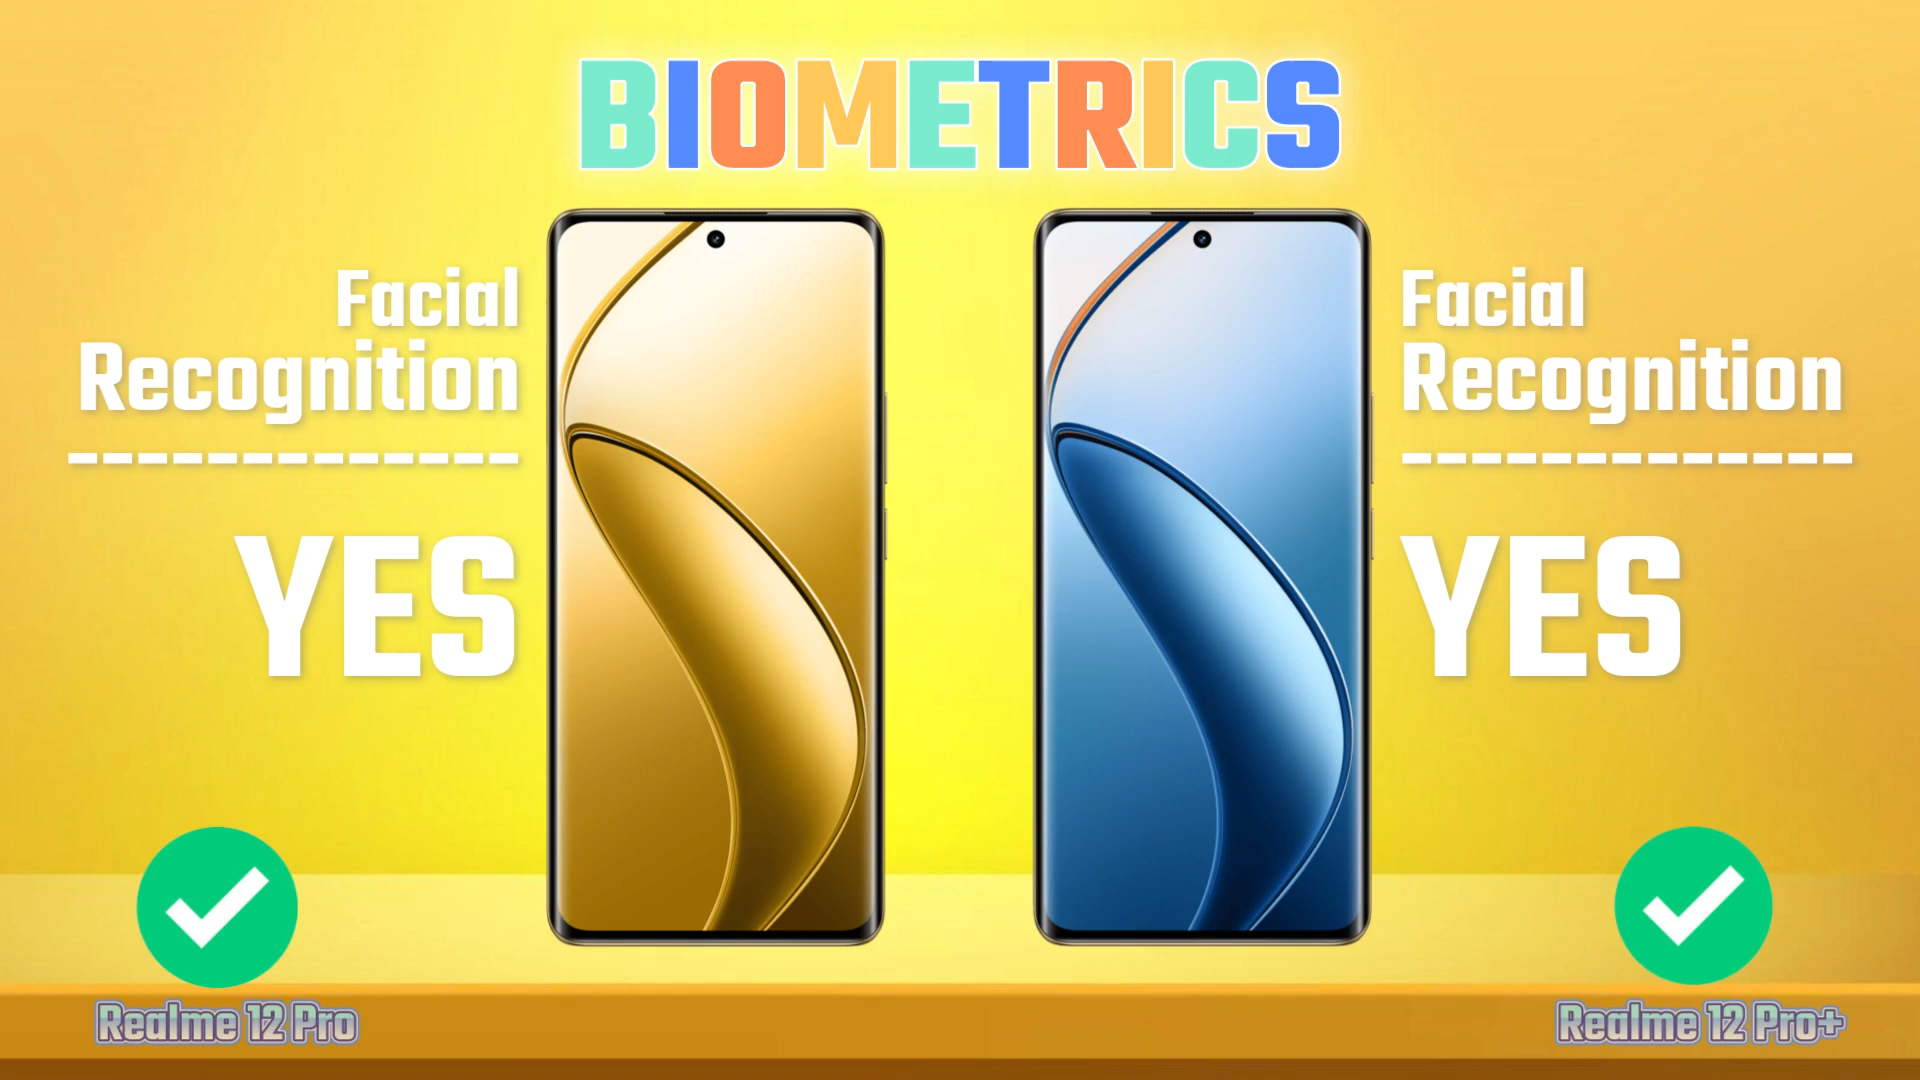 BIOMETRICS
Facial
Recognition
-------------
YES
Facial
Recognition
-------------
YES
Realme 12 Pro
Realme 12 Pro+